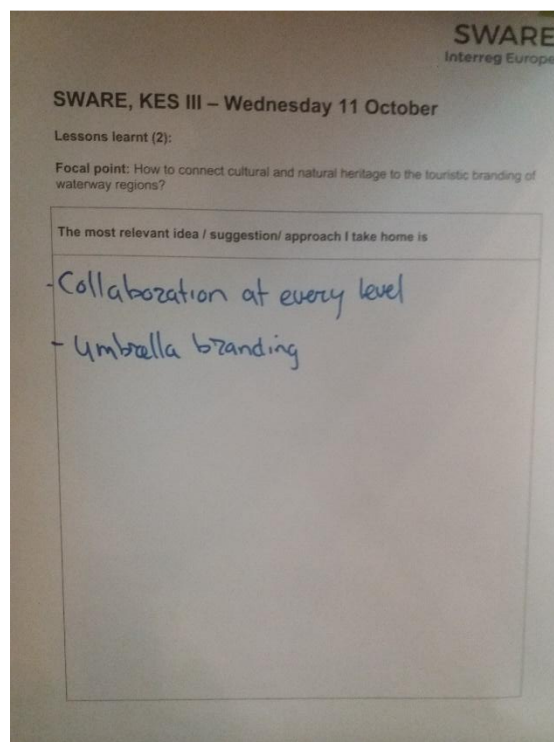 SWARE
Interreg Europe
SWARE, KES III – Wednesday 11 October
Lessons learnt (2):
Focal point: How to connect cultural and natural heritage to the touristic branding of
waterway regions?
The most relevant idea / suggestion/ approach I take home is
- Collaboration at every level
- Umbrella branding